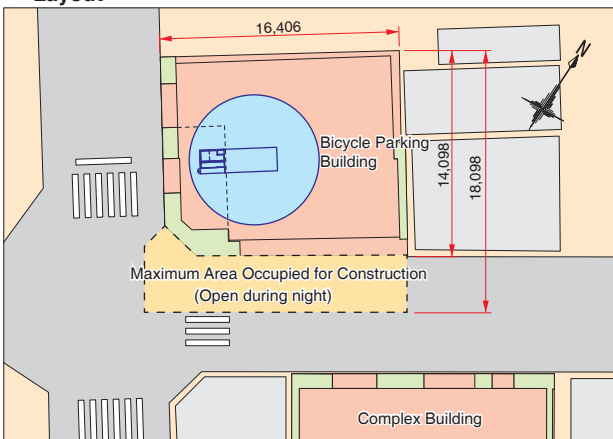 Layout
16,406
N
Bicycle Parking
Building
14,098
18,098
Maximum Area Occupied for Construction
(Open during night)
Complex Building